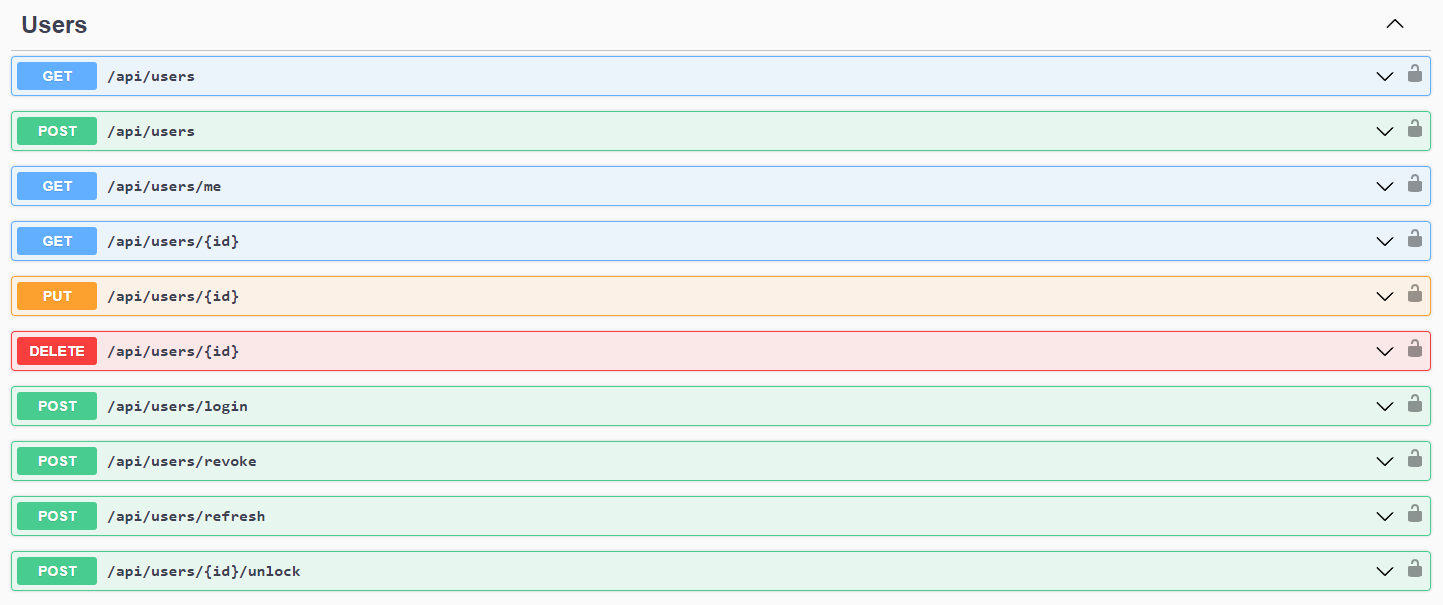 Users
GET /api/users
POST /api/users
GET /api/users/me
GET /api/users/{id}
PUT /api/users/{id}
DELETE /api/users/{id}
POST /api/users/login
POST /api/users/revoke
POST /api/users/refresh
POST /api/users/{id}/unlock